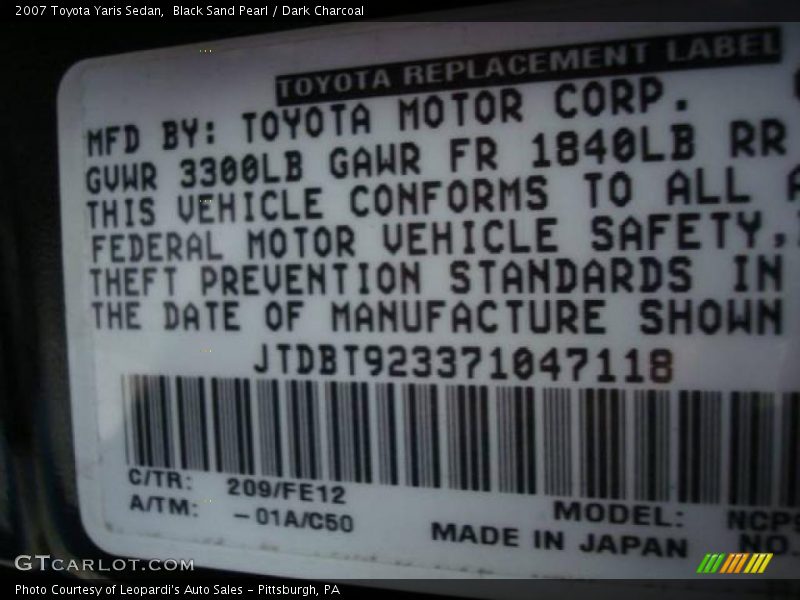 2007 Toyota Yaris Sedan,  Black Sand Pearl / Dark Charcoal
TOYOTA REPLACEMENT LABEL
MFD BY: TOYOTA MOTOR CORP.
GVWR 3300LB GAWR FR 1840LB RR
THIS VEHICLE CONFORMS TO ALL A
FEDERAL MOTOR VEHICLE SAFETY,
THEFT PREVENTION STANDARDS IN
THE DATE OF MANUFACTURE SHOWN
JTDBT923371047118
C/TR: 209/FE12
A/TM: -01A/C50
MODEL: NCP9
MADE IN JAPAN NO.
GTCarLot.com
Photo Courtesy of Leopardi's Auto Sales - Pittsburgh, PA